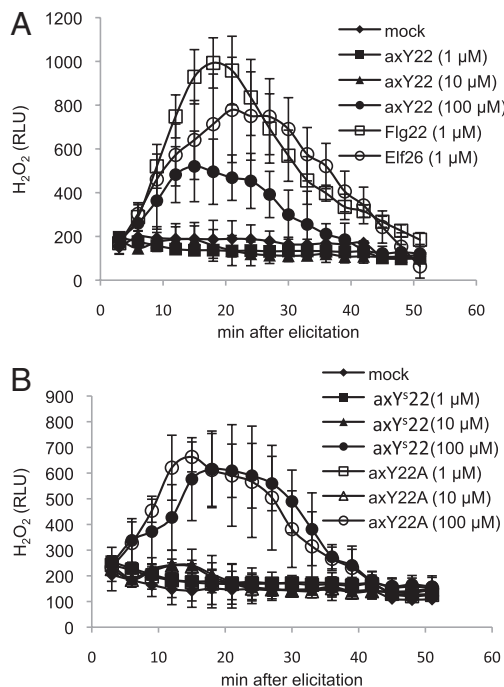 A
1200
1000
800
600
400
200
0
H₂O₂ (RLU)
0 10 20 30 40 50 60
min after elicitation
mock
axY22 (1 µM)
axY22 (10 µM)
axY22 (100 µM)
Flg22 (1 µM)
Elf26 (1 µM)
B
900
800
700
600
500
400
300
200
100
0
H₂O₂ (RLU)
0 10 20 30 40 50 60
min after elicitation
mock
axYˢ22 (1 µM)
axYˢ22 (10 µM)
axYˢ22 (100 µM)
axY22A (1 µM)
axY22A (10 µM)
axY22A (100 µM)